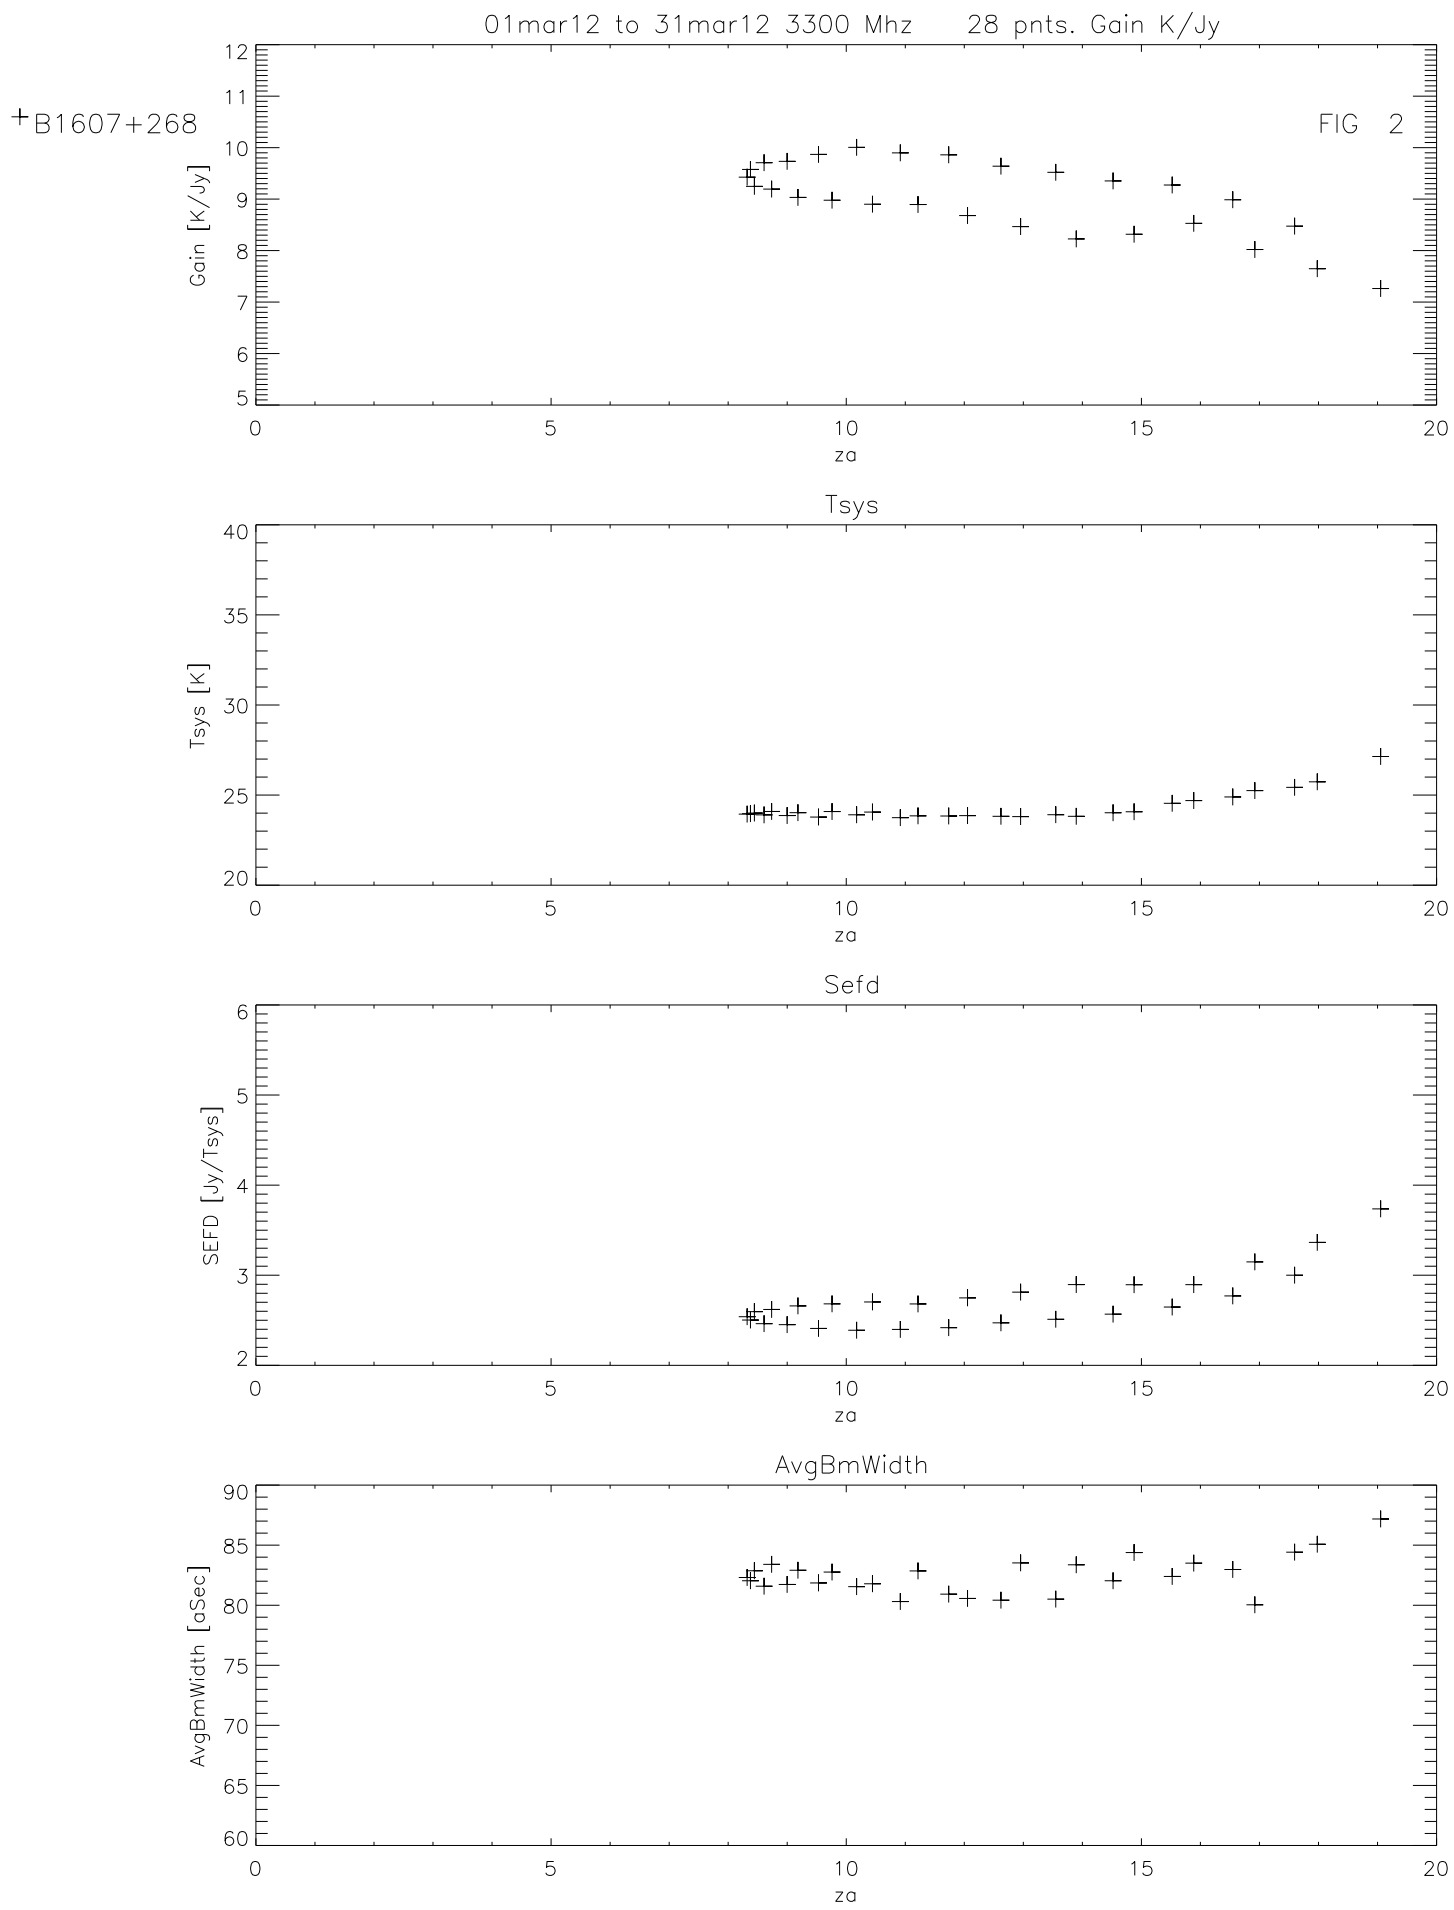 01mar12 to 31mar12 3300 Mhz 28 pnts. Gain K/Jy
+B1607+268
FIG 2
Gain [K/Jy]
12
11
10
9
8
7
6
5
0 5 10 15 20
za
Tsys
Tsys [K]
40
35
30
25
20
0 5 10 15 20
za
Sefd
SEFD [Jy/Tsys]
6
5
4
3
2
0 5 10 15 20
za
AvgBmWidth
AvgBmWidth [aSec]
90
85
80
75
70
65
60
0 5 10 15 20
za